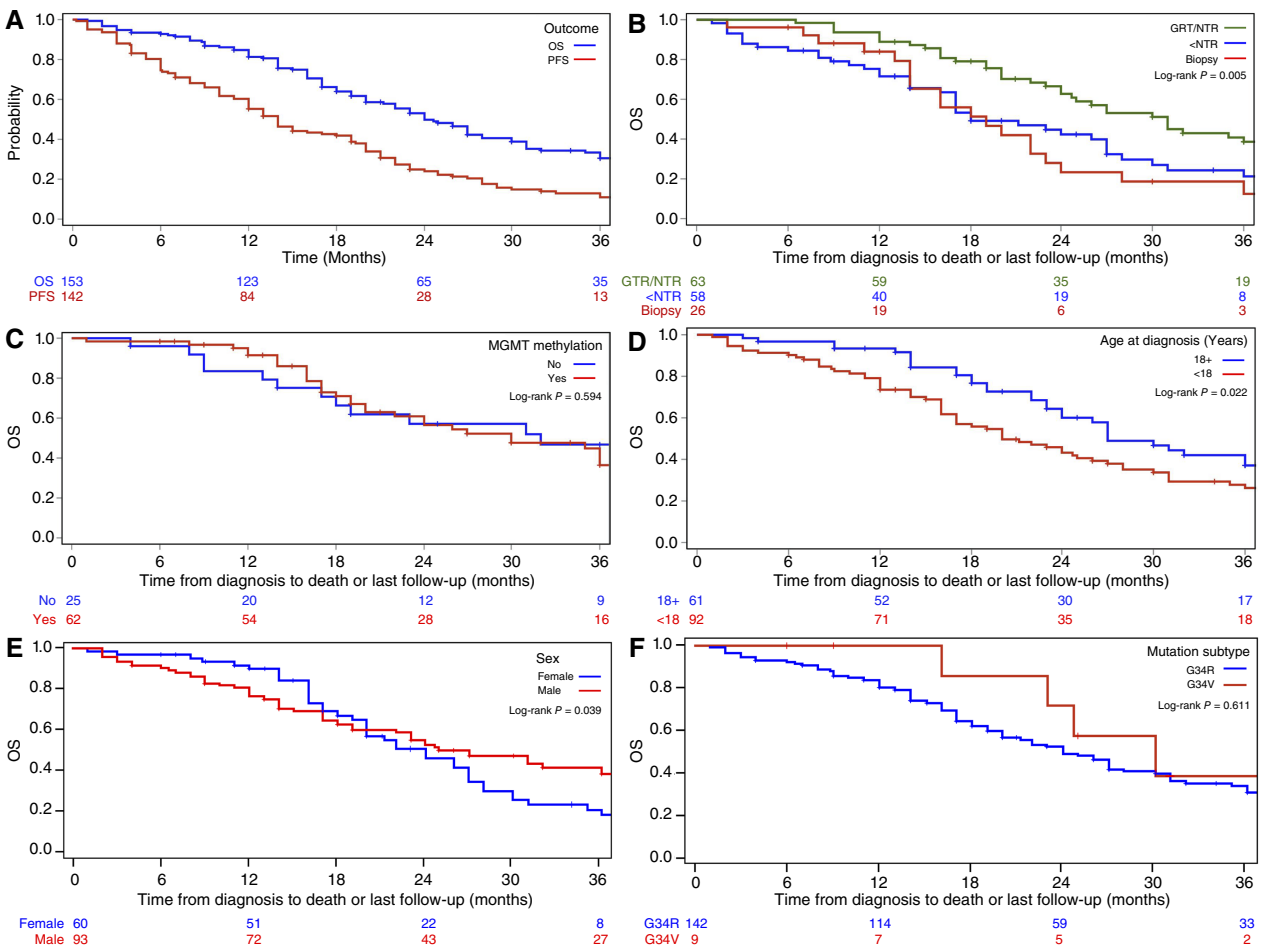 A
Outcome
OS
PFS
Probability
1.0
0.8
0.6
0.4
0.2
0.0
0 6 12 18 24 30 36
Time (Months)
OS 153 123 65 35
PFS 142 84 28 13
B
GRT/NTR
<NTR
Biopsy
Log-rank P = 0.005
OS
1.0
0.8
0.6
0.4
0.2
0.0
0 6 12 18 24 30 36
Time from diagnosis to death or last follow-up (months)
GTR/NTR 63 59 35 19
<NTR 58 40 19 8
Biopsy 26 19 6 3
C
MGMT methylation
No
Yes
Log-rank P = 0.594
OS
1.0
0.8
0.6
0.4
0.2
0.0
0 6 12 18 24 30 36
Time from diagnosis to death or last follow-up (months)
No 25 20 12 9
Yes 62 54 28 16
D
Age at diagnosis (Years)
18+
<18
Log-rank P = 0.022
OS
1.0
0.8
0.6
0.4
0.2
0.0
0 6 12 18 24 30 36
Time from diagnosis to death or last follow-up (months)
18+ 61 52 30 17
<18 92 71 35 18
E
Sex
Female
Male
Log-rank P = 0.039
OS
1.0
0.8
0.6
0.4
0.2
0.0
0 6 12 18 24 30 36
Time from diagnosis to death or last follow-up (months)
Female 60 51 22 8
Male 93 72 43 27
F
Mutation subtype
G34R
G34V
Log-rank P = 0.611
OS
1.0
0.8
0.6
0.4
0.2
0.0
0 6 12 18 24 30 36
Time from diagnosis to death or last follow-up (months)
G34R 142 114 59 33
G34V 9 7 5 2